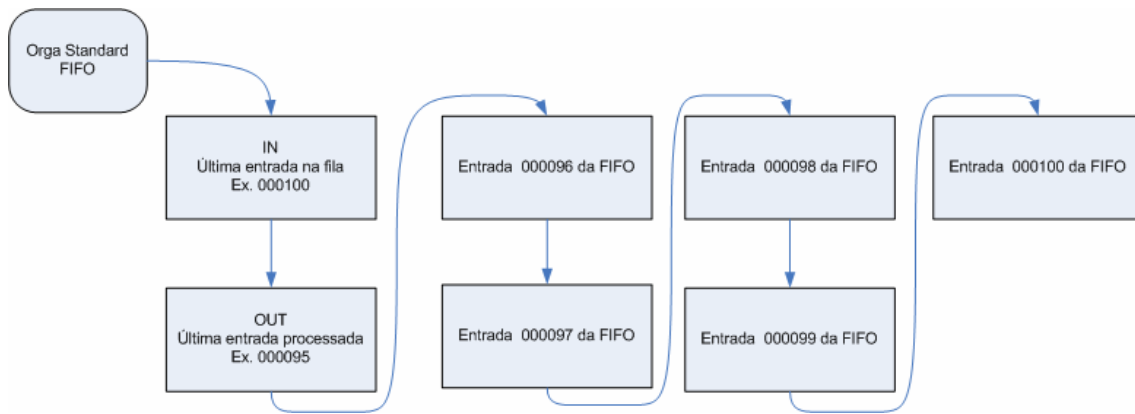 Orga Standard
FIFO
IN
Última entrada na fila
Ex. 000100
OUT
Última entrada processada
Ex. 000095
Entrada 000096 da FIFO
Entrada 000097 da FIFO
Entrada 000098 da FIFO
Entrada 000099 da FIFO
Entrada 000100 da FIFO